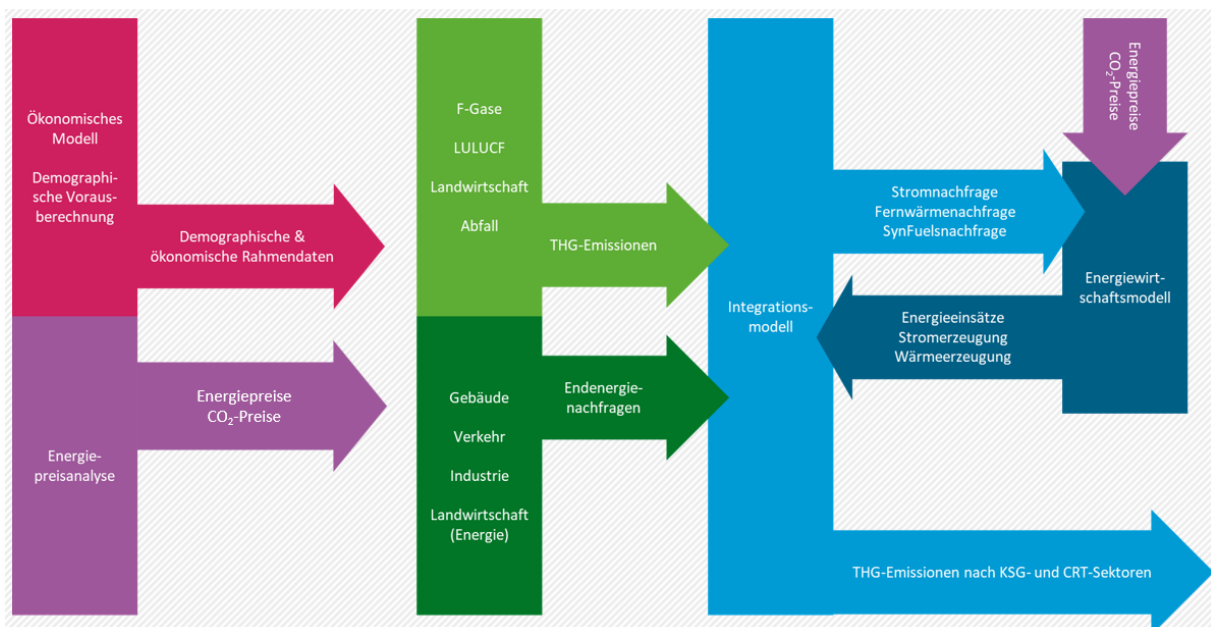 Ökonomisches
Modell
Demographi-
sche Voraus-
berechnung
Demographische &
ökonomische Rahmendaten
Energie-
preisanalyse
Energiepreise
CO₂-Preise
F-Gase
LULUCF
Landwirtschaft
Abfall
THG-Emissionen
Gebäude
Verkehr
Industrie
Landwirtschaft
(Energie)
Endenergie-
nachfragen
Integrations-
modell
Stromnachfrage
Fernwärmenachfrage
SynFuelsnachfrage
Energiepreise
CO₂-Preise
Energiewirt-
schaftsmodell
Energieeinsätze
Stromerzeugung
Wärmeerzeugung
THG-Emissionen nach KSG- und CRT-Sektoren